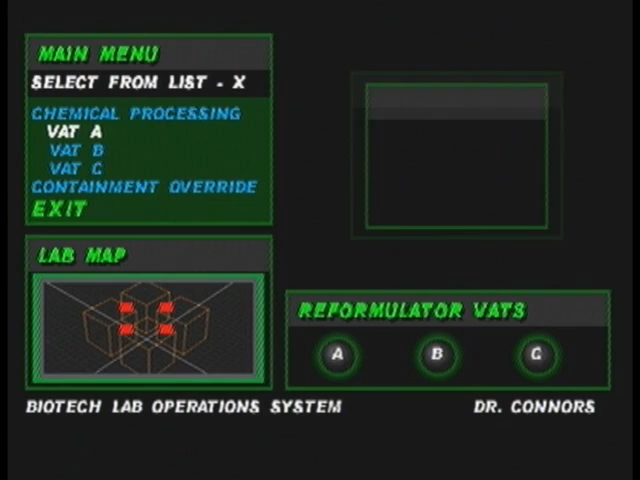 MAIN MENU
SELECT FROM LIST - X
CHEMICAL PROCESSING
VAT A
VAT B
VAT C
CONTAINMENT OVERRIDE
EXIT
LAB MAP
REFORMULATOR VATS
A B C
BIOTECH LAB OPERATIONS SYSTEM DR. CONNORS